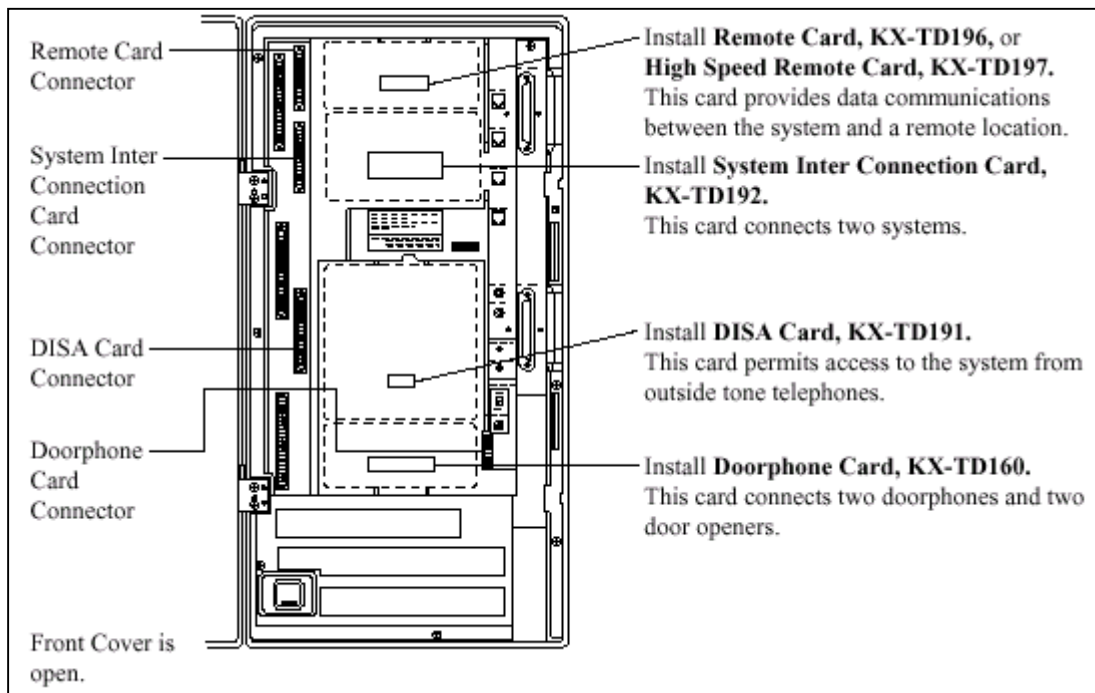 Remote Card
Connector
System Inter
Connection
Card
Connector
DISA Card
Connector
Doorphone
Card
Connector
Front Cover is
open.
Install Remote Card, KX-TD196, or
High Speed Remote Card, KX-TD197.
This card provides data communications
between the system and a remote location.
Install System Inter Connection Card,
KX-TD192.
This card connects two systems.
Install DISA Card, KX-TD191.
This card permits access to the system from
outside tone telephones.
Install Doorphone Card, KX-TD160.
This card connects two doorphones and two
door openers.